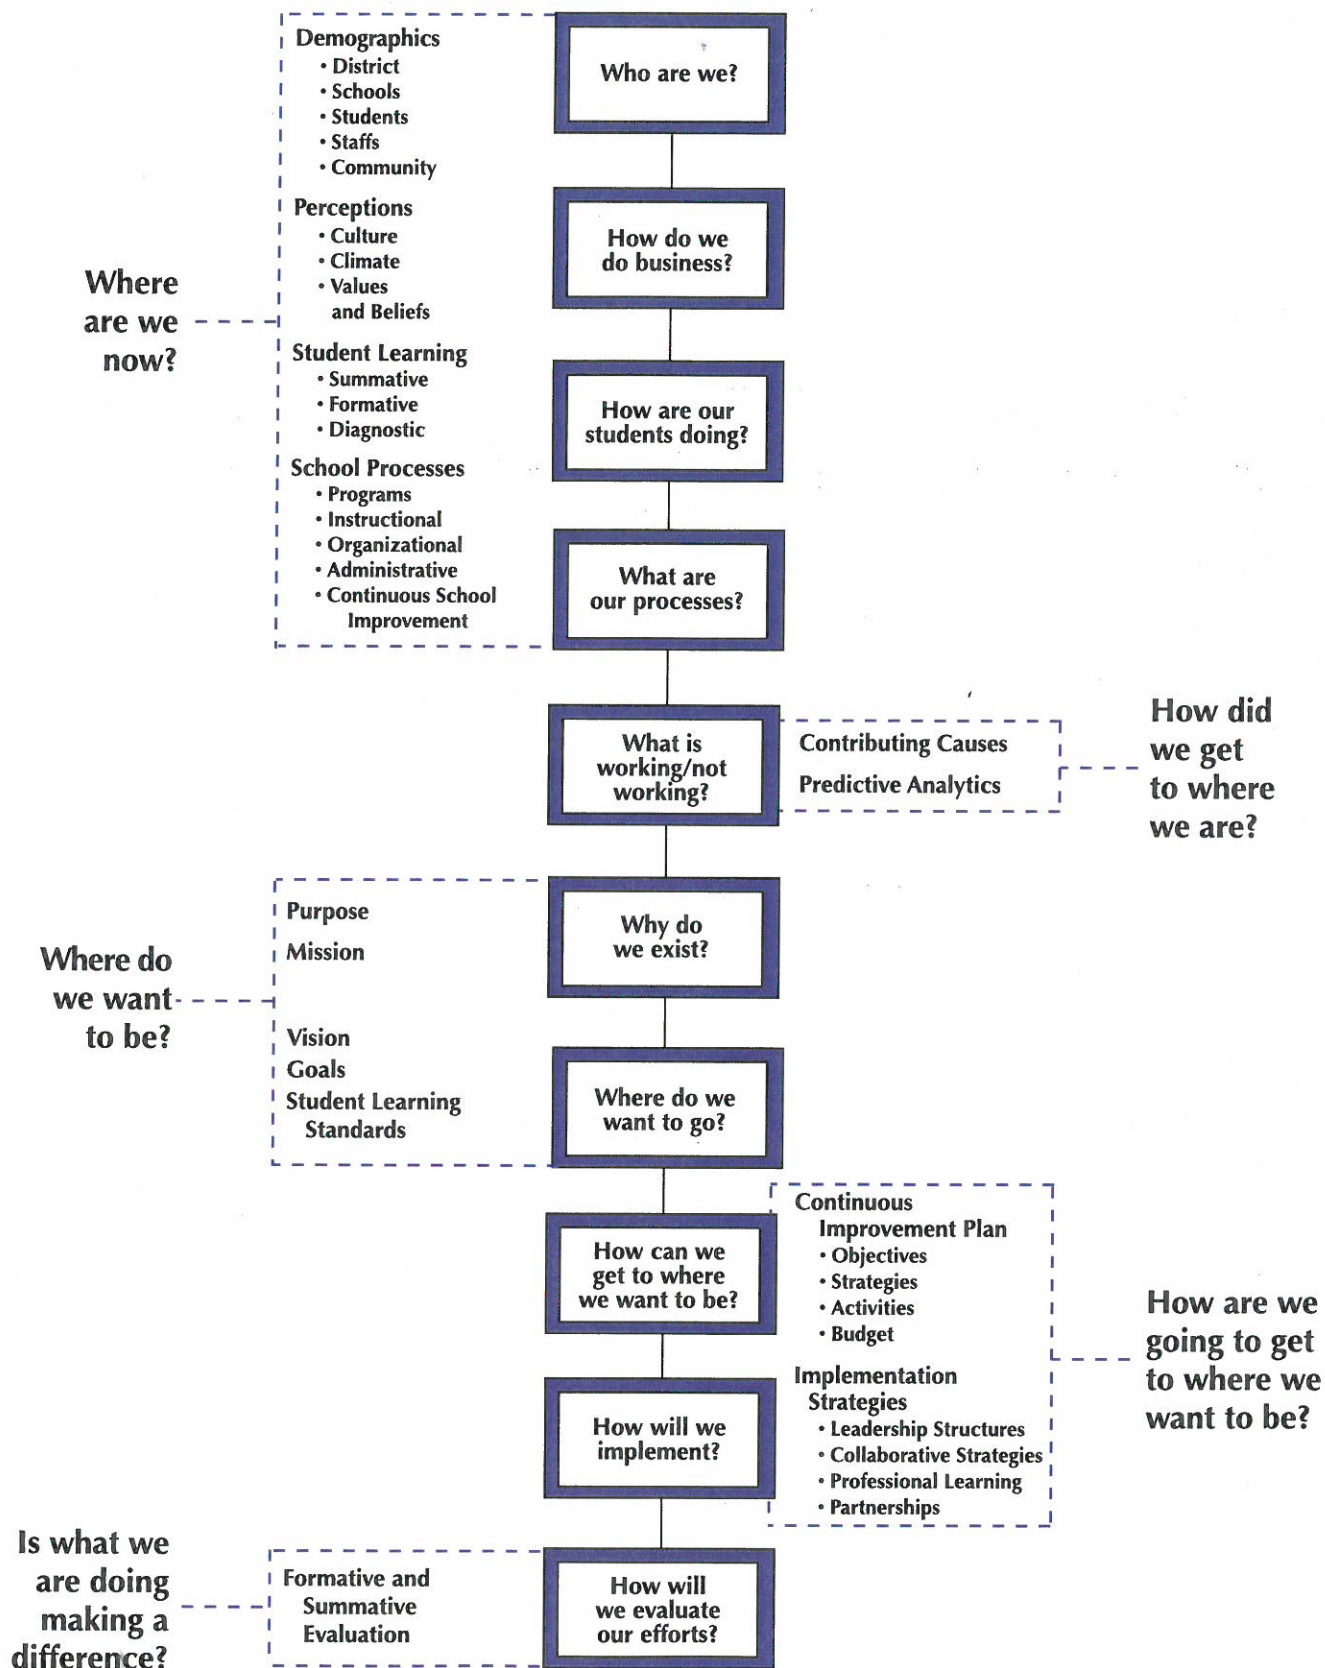 Demographics
• District
• Schools
• Students
• Staffs
• Community
Who are we?
Perceptions
• Culture
• Climate
• Values
and Beliefs
How do we
do business?
Where
are we
now?
Student Learning
• Summative
• Formative
• Diagnostic
How are our
students doing?
School Processes
• Programs
• Instructional
• Organizational
• Administrative
• Continuous School
Improvement
What are
our processes?
What is
working/not
working?
Contributing Causes
Predictive Analytics
How did
we get
to where
we are?
Purpose
Mission
Why do
we exist?
Where do
we want
to be?
Vision
Goals
Student Learning
Standards
Where do we
want to go?
How can we
get to where
we want to be?
Continuous
Improvement Plan
• Objectives
• Strategies
• Activities
• Budget
How will we
implement?
Implementation
Strategies
• Leadership Structures
• Collaborative Strategies
• Professional Learning
• Partnerships
How are we
going to get
to where we
want to be?
Is what we
are doing
making a
difference?
Formative and
Summative
Evaluation
How will
we evaluate
our efforts?